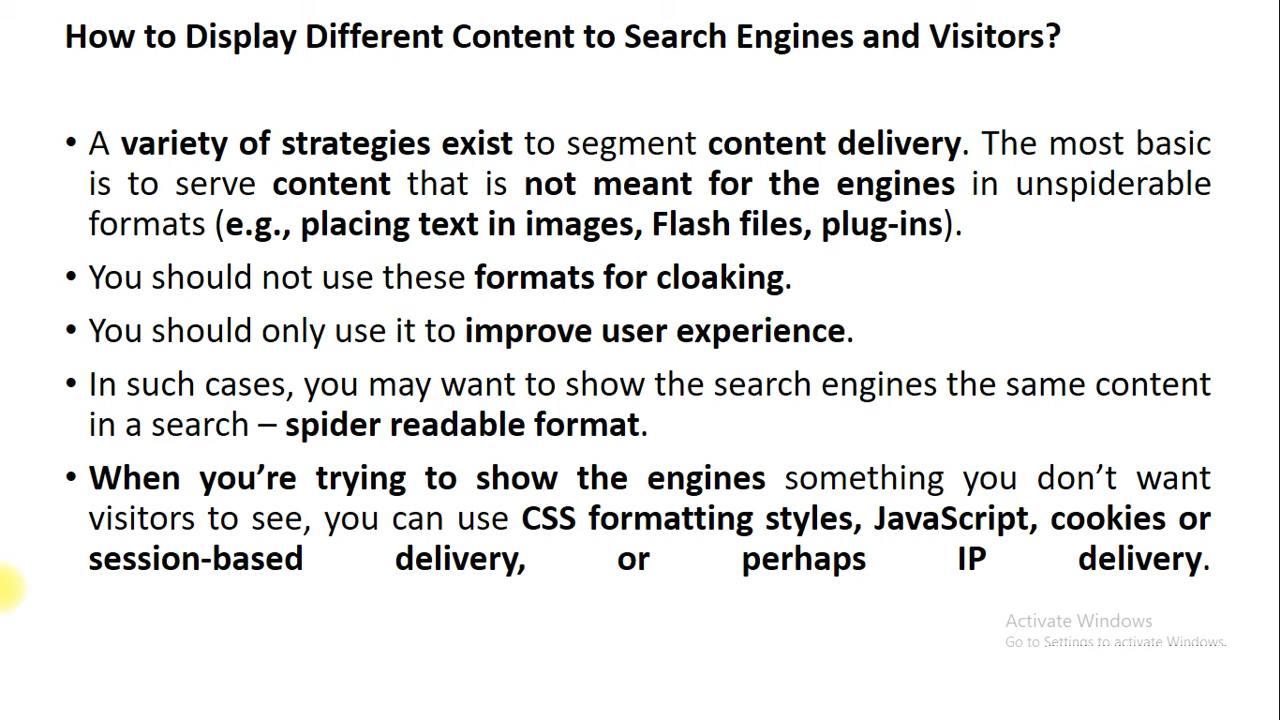 How to Display Different Content to Search Engines and Visitors?
• A variety of strategies exist to segment content delivery. The most basic
is to serve content that is not meant for the engines in unspiderable
formats (e.g., placing text in images, Flash files, plug-ins).
• You should not use these formats for cloaking.
• You should only use it to improve user experience.
• In such cases, you may want to show the search engines the same content
in a search – spider readable format.
• When you’re trying to show the engines something you don’t want
visitors to see, you can use CSS formatting styles, JavaScript, cookies or
session-based delivery, or perhaps IP delivery.
Activate Windows
Go to Settings to activate Windows.